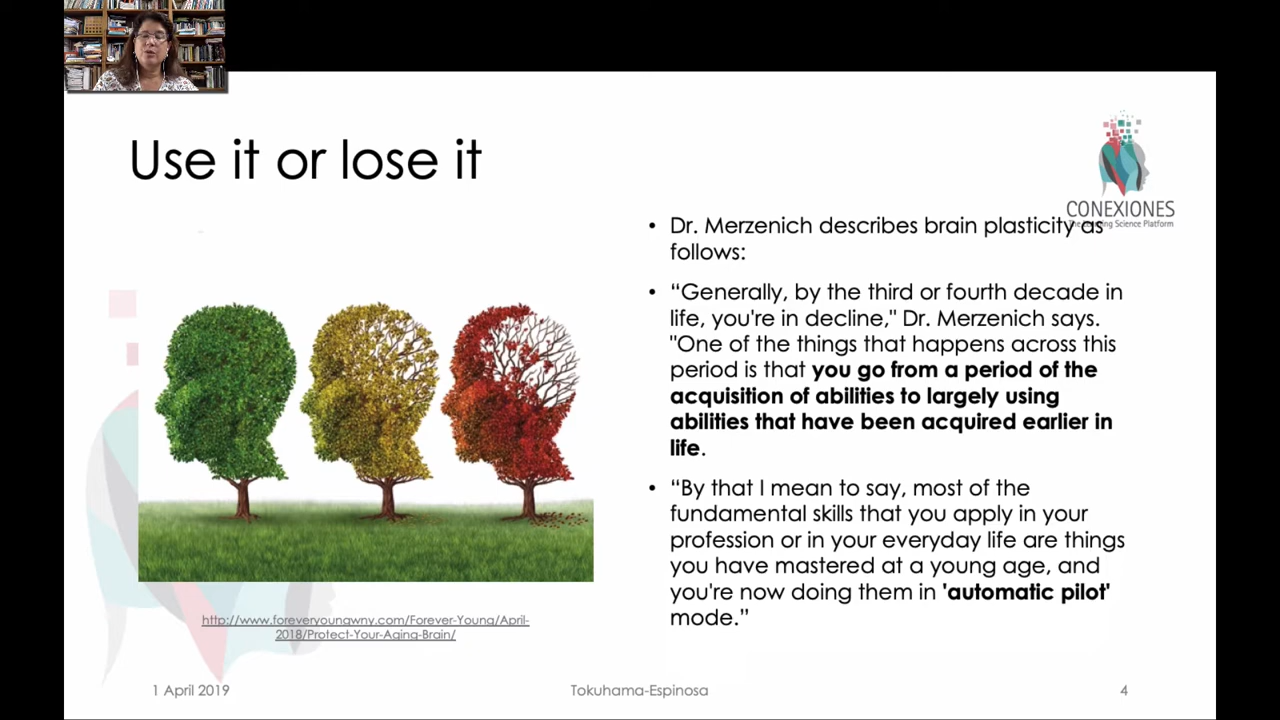 Use it or lose it
CONEXIONES
The Learning Science Platform
• Dr. Merzenich describes brain plasticity as
follows:
• “Generally, by the third or fourth decade in
life, you're in decline," Dr. Merzenich says.
"One of the things that happens across this
period is that you go from a period of the
acquisition of abilities to largely using
abilities that have been acquired earlier in
life.
• “By that I mean to say, most of the
fundamental skills that you apply in your
profession or in your everyday life are things
you have mastered at a young age, and
you're now doing them in 'automatic pilot'
mode.”
http://www.foreveryoungwny.com/Forever-Young/April-
2018/Protect-Your-Aging-Brain/
1 April 2019
Tokuhama-Espinosa
4